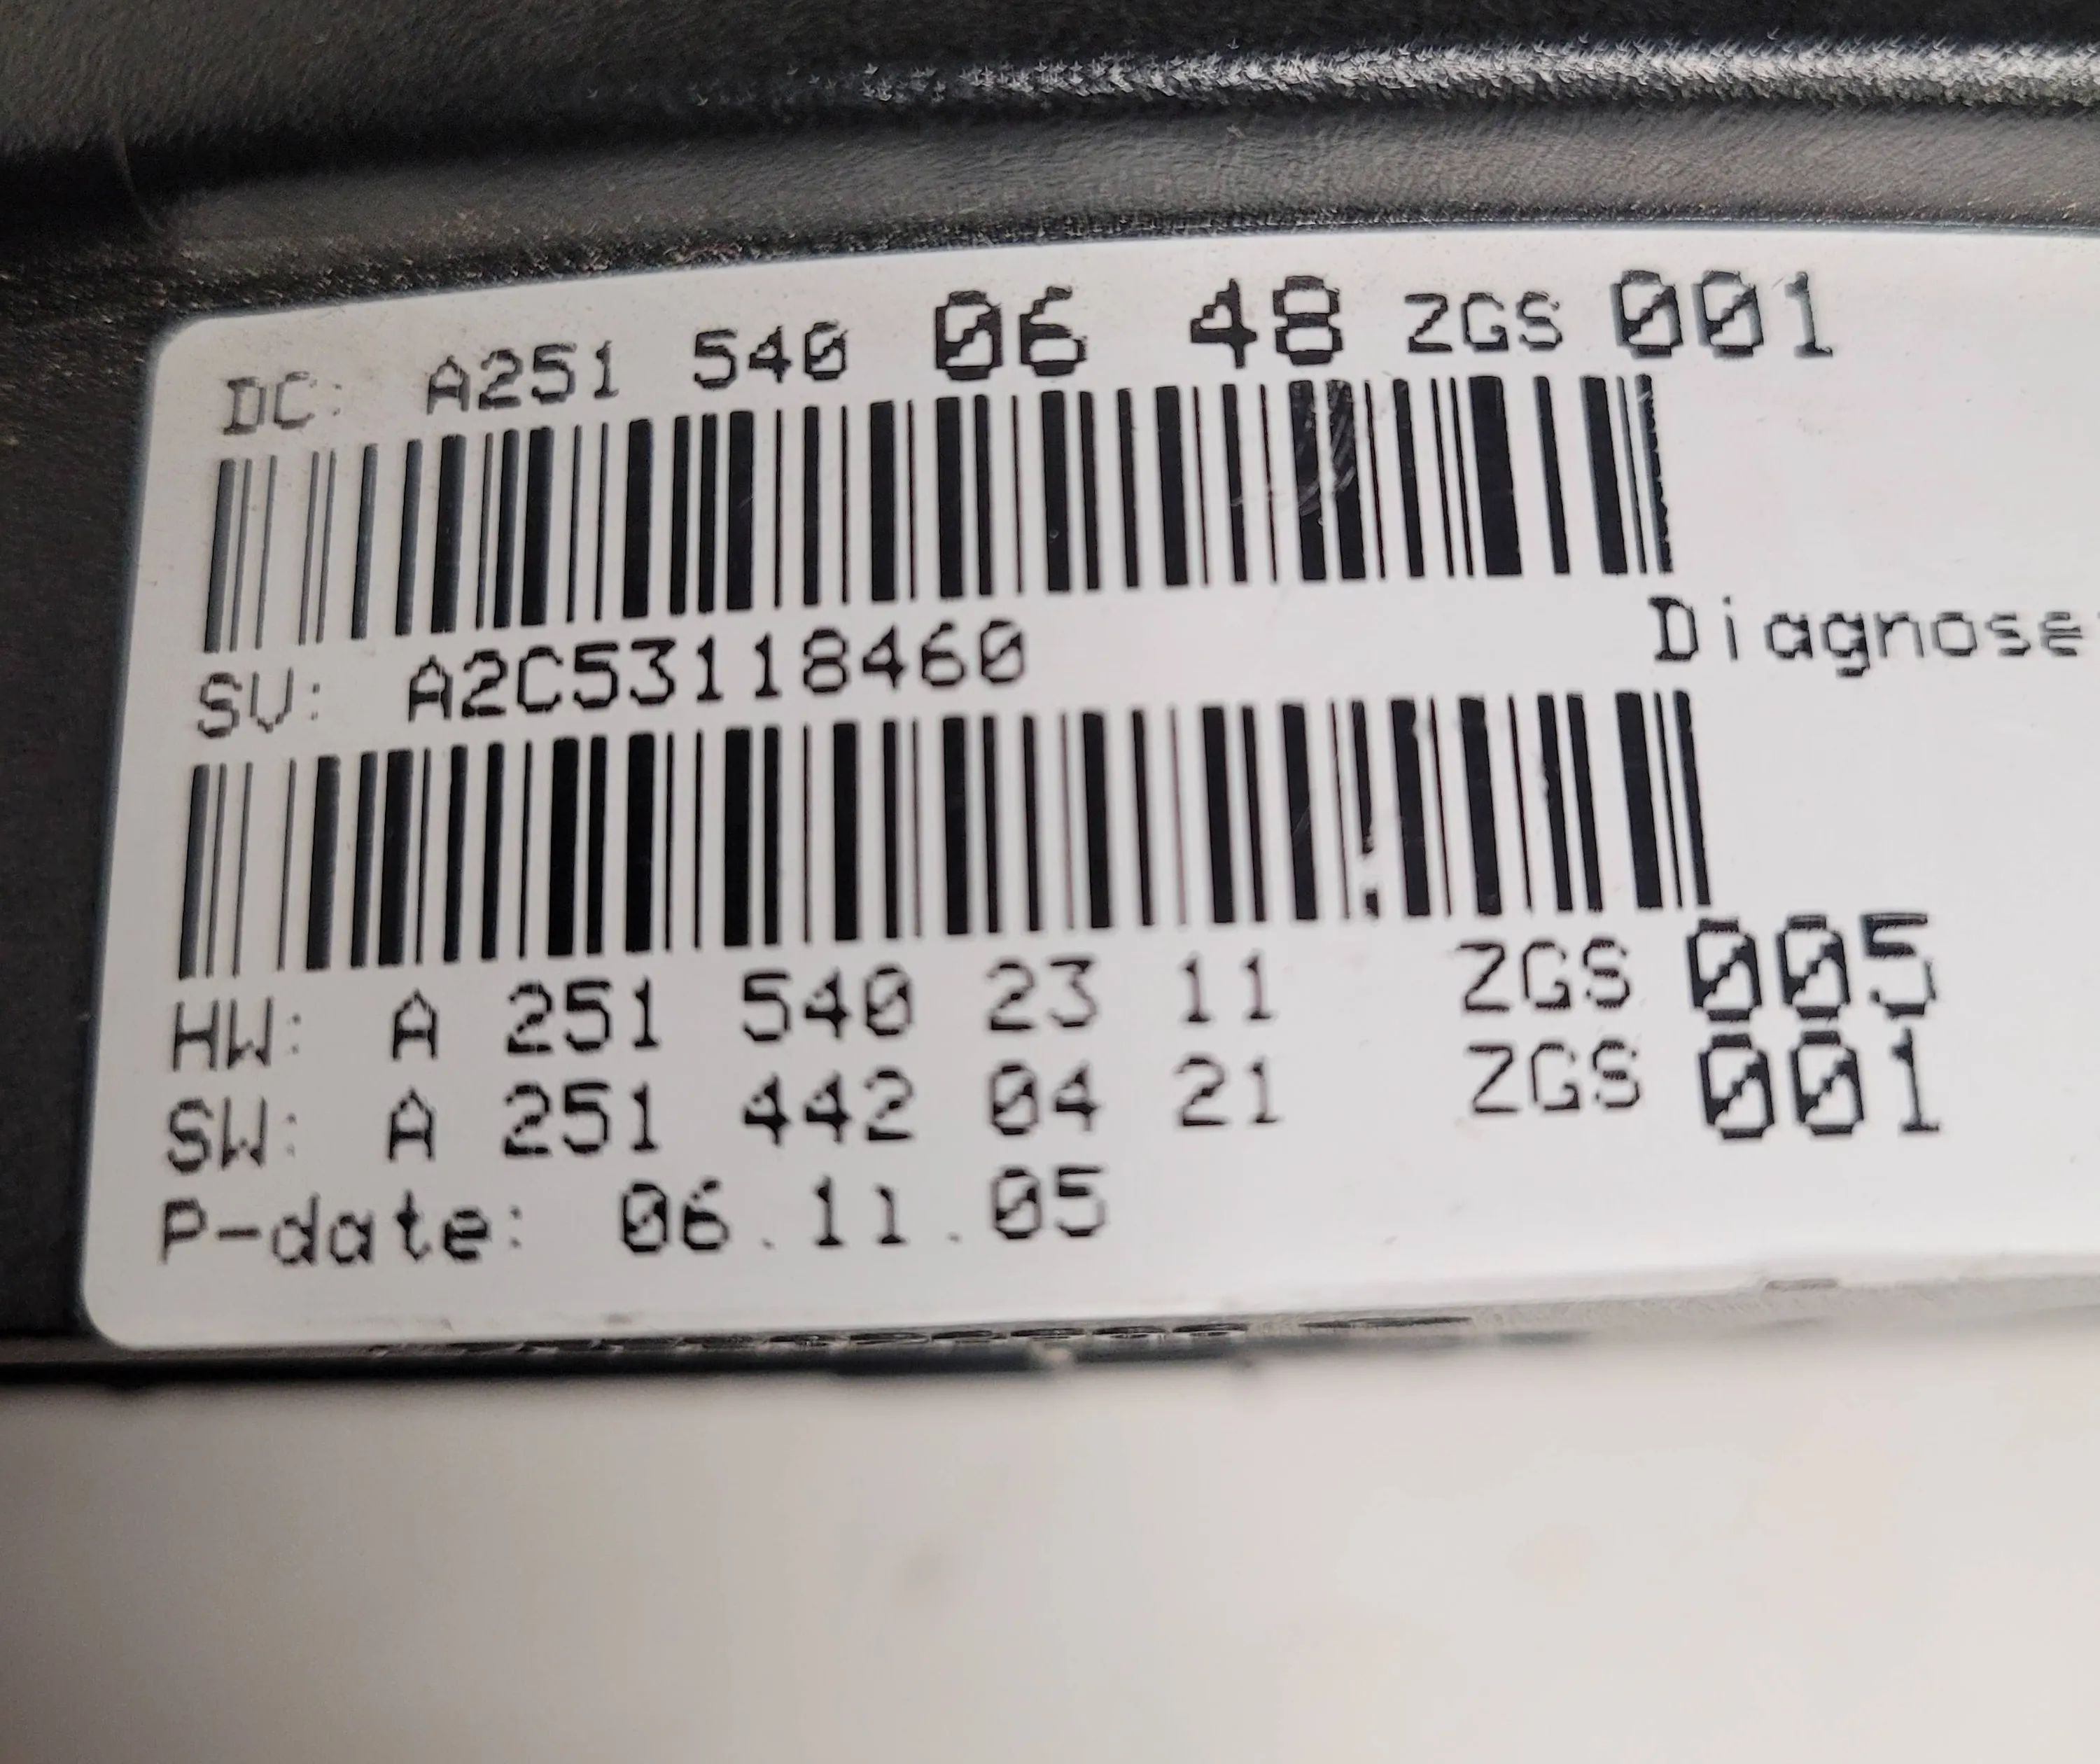 DC: A251 540 06 48 ZGS 001
SV: A2C53118460
Diagnose
HW: A 251 540 23 11 ZGS 005
SW: A 251 442 04 21 ZGS 001
P-date: 06.11.05